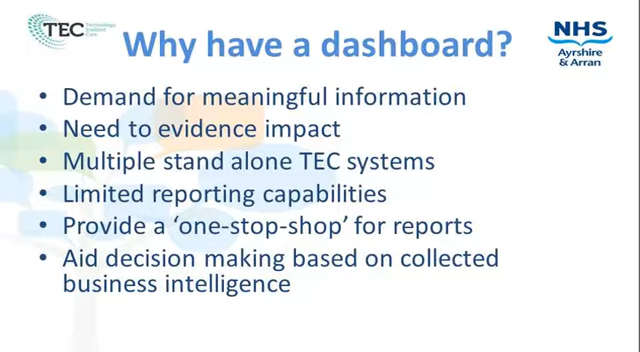 TEC Technology
Enabled
Care
NHS
Ayrshire
& Arran
Why have a dashboard?
• Demand for meaningful information
• Need to evidence impact
• Multiple stand alone TEC systems
• Limited reporting capabilities
• Provide a ‘one-stop-shop’ for reports
• Aid decision making based on collected
business intelligence